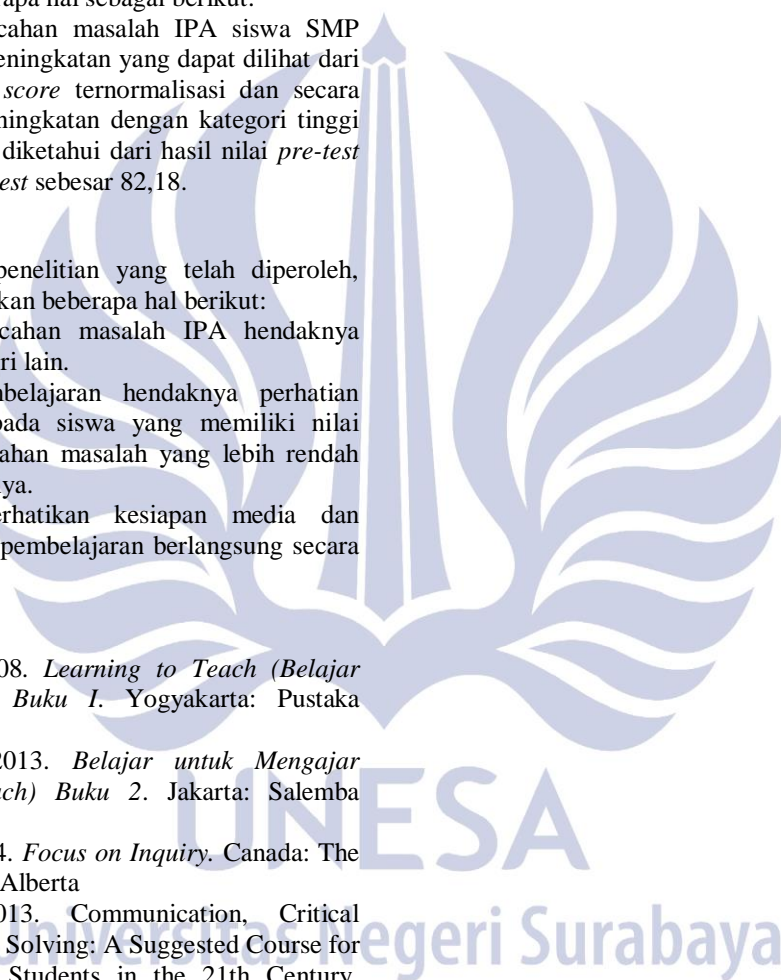 apa hal sebagai berikut.
cahan masalah IPA siswa SMP
eningkatan yang dapat dilihat dari
score ternormalisasi dan secara
ningkatan dengan kategori tinggi
diketahui dari hasil nilai pre-test
est sebesar 82,18.
penelitian yang telah diperoleh,
kan beberapa hal berikut:
cahan masalah IPA hendaknya
ri lain.
mbelajaran hendaknya perhatian
pada siswa yang memiliki nilai
ahan masalah yang lebih rendah
nya.
erhatikan kesiapan media dan
pembelajaran berlangsung secara
08. Learning to Teach (Belajar
Buku I. Yogyakarta: Pustaka
2013. Belajar untuk Mengajar
ach) Buku 2. Jakarta: Salemba
4. Focus on Inquiry. Canada: The
Alberta
013. Communication, Critical
Solving: A Suggested Course for
Students in the 21th Century.
UNESA
Universitas Negeri Surabaya